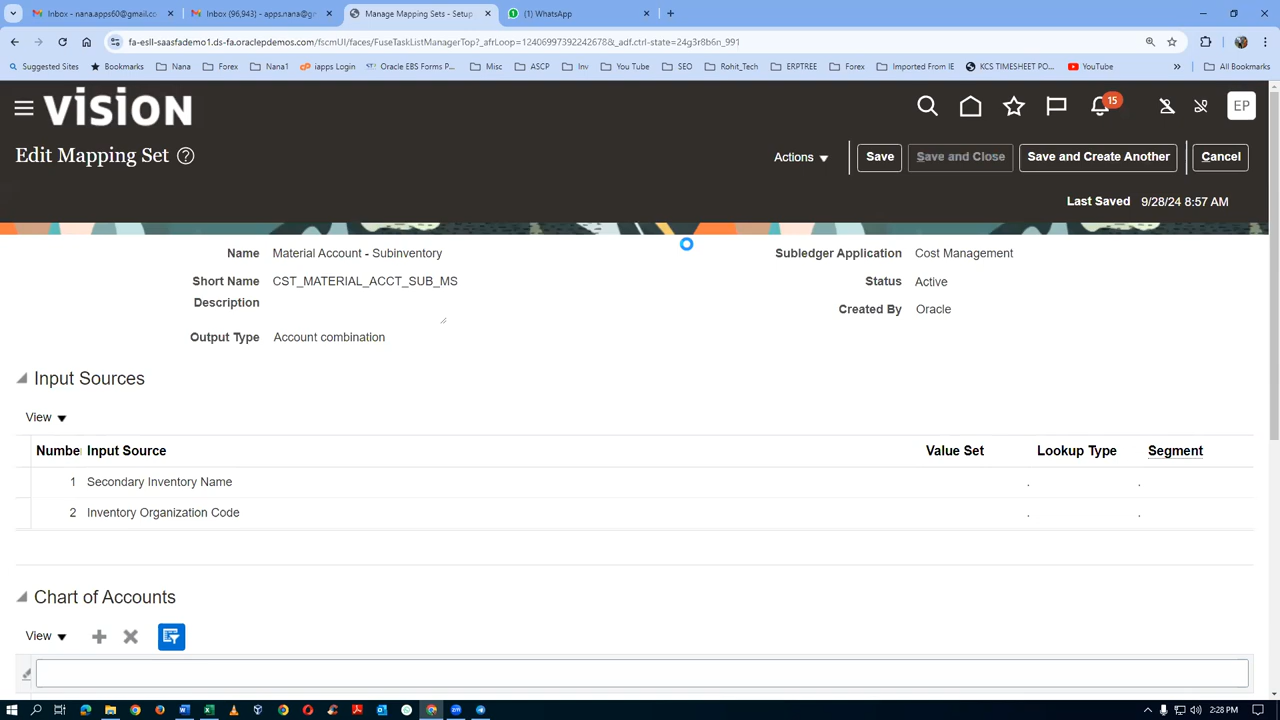 Inbox - nana.apps60@gmail.co
Inbox (96,943) - apps.nana@gr
Manage Mapping Sets - Setup
(1) WhatsApp
fa-esll-saasfademo1.ds-fa.oraclepdemos.com/fscmUI/faces/FuseTaskListManagerTop?_afrLoop=1240699739224267&_adf.ctrl-state=24g3r8b6n_991
Suggested Sites
Bookmarks
Nana
Forex
Nana1
iapps Login
Oracle EBS Forms P...
Misc
ASCP
Inv
You Tube
SEO
Rohit_Tech
ERPTREE
Forex
Imported From IE
KCS TIMESHEET PO...
YouTube
»
All Bookmarks
VISION
15
EP
Edit Mapping Set ?
Actions
Save
Save and Close
Save and Create Another
Cancel
Last Saved 9/28/24 8:57 AM
Name Material Account - Subinventory
Subledger Application Cost Management
Short Name CST_MATERIAL_ACCT_SUB_MS
Status Active
Description
Created By Oracle
Output Type Account combination
Input Sources
View
Numbe Input Source Value Set Lookup Type Segment
1 Secondary Inventory Name . .
2 Inventory Organization Code . .
Chart of Accounts
View
2:28 PM